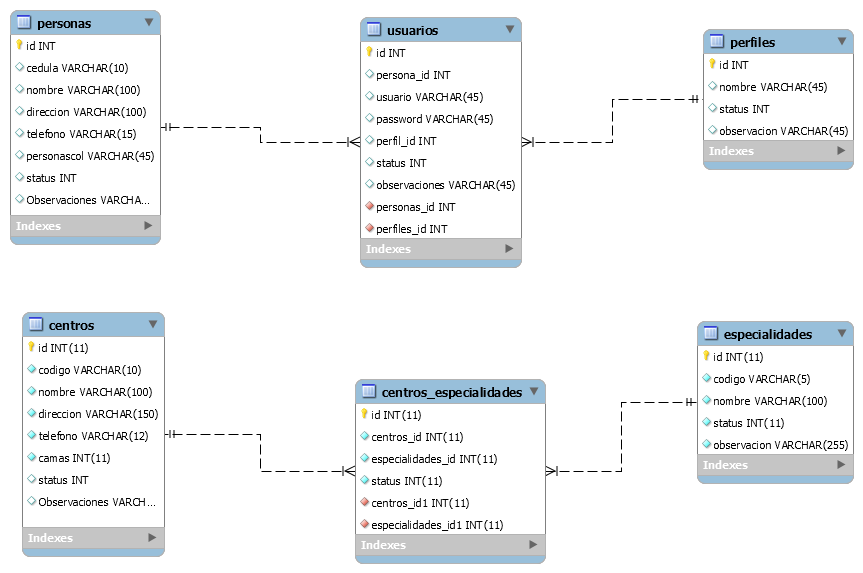 personas
id INT
cedula VARCHAR(10)
nombre VARCHAR(100)
direccion VARCHAR(100)
telefono VARCHAR(15)
personascol VARCHAR(45)
status INT
Observaciones VARCHA...
Indexes
usuarios
id INT
persona_id INT
usuario VARCHAR(45)
password VARCHAR(45)
perfil_id INT
status INT
observaciones VARCHAR(45)
personas_id INT
perfiles_id INT
Indexes
perfiles
id INT
nombre VARCHAR(45)
status INT
observacion VARCHAR(45)
Indexes
centros
id INT(11)
codigo VARCHAR(10)
nombre VARCHAR(100)
direccion VARCHAR(150)
telefono VARCHAR(12)
camas INT(11)
status INT
Observaciones VARCH...
Indexes
centros_especialidades
id INT(11)
centros_id INT(11)
especialidades_id INT(11)
status INT(11)
centros_id1 INT(11)
especialidades_id1 INT(11)
Indexes
especialidades
id INT(11)
codigo VARCHAR(5)
nombre VARCHAR(100)
status INT(11)
observacion VARCHAR(255)
Indexes